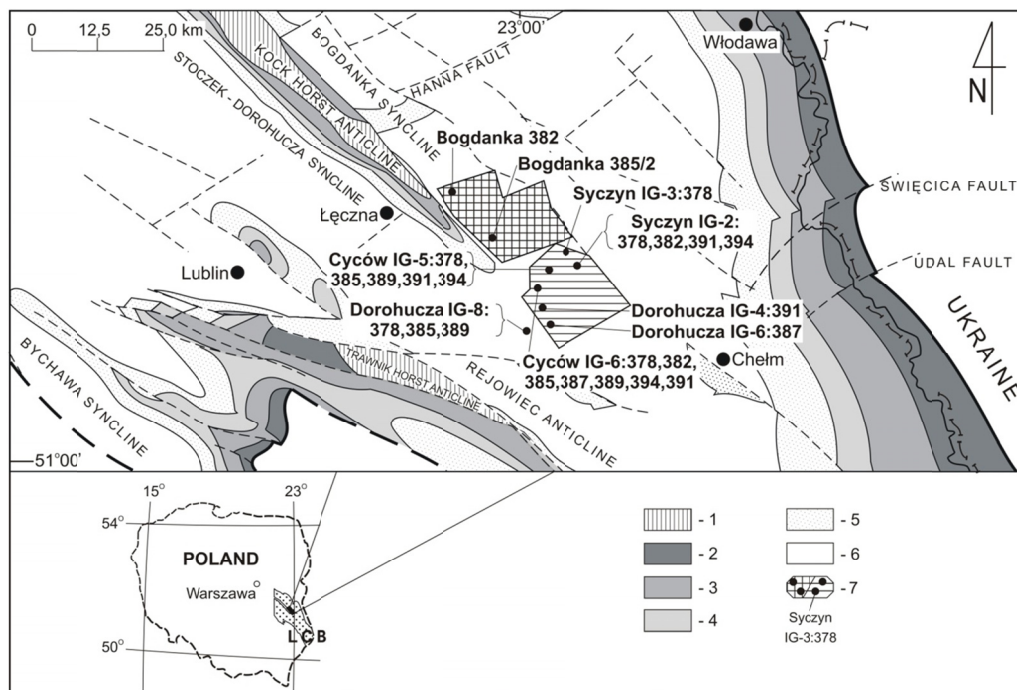 0 12,5 25,0 km
23°00'
Włodawa
N
BOGDANKA SYNCLINE
HANNA FAULT
KOCK HORST ANTICLINE
STOCZEK - DOROHUCZA SYNCLINE
Bogdanka 382
Bogdanka 385/2
Syczyn IG-3:378
ŚWIĘCICA FAULT
Łęczna
Syczyn IG-2:
378,382,391,394
Cyców IG-5:378,
385,389,391,394
Lublin
UDAL FAULT
Dorohucza IG-8:
378,385,389
Dorohucza IG-4:391
Dorohucza IG-6:387
UKRAINE
Cyców IG-6:378,382,
385,387,389,394,391
Chełm
TRAWNIK HORST ANTICLINE
REJOWIEC ANTICLINE
BYCHAWA SYNCLINE
51°00'
15° 23°
54°
POLAND
Warszawa
L C B
50°
- 1
- 2
- 3
- 4
- 5
- 6
- 7
Syczyn
IG-3:378